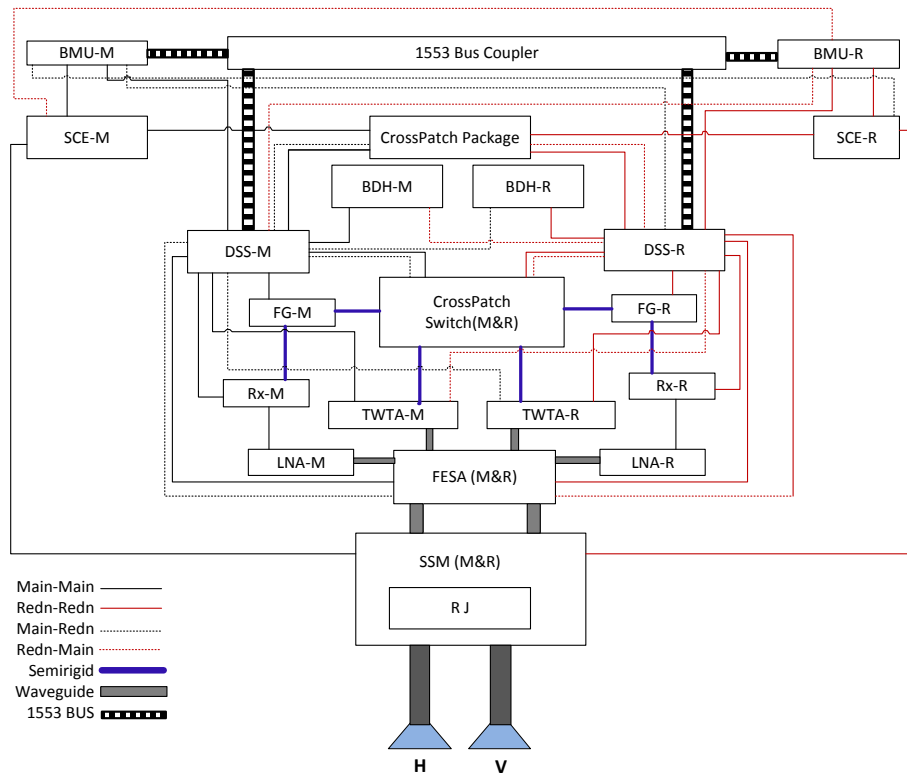 BMU-M
1553 Bus Coupler
BMU-R
SCE-M
CrossPatch Package
SCE-R
BDH-M
BDH-R
DSS-M
DSS-R
CrossPatch
Switch(M&R)
FG-M
FG-R
Rx-M
Rx-R
TWTA-M
TWTA-R
LNA-M
FESA (M&R)
LNA-R
SSM (M&R)
R J
Main-Main
Redn-Redn
Main-Redn
Redn-Main
Semirigid
Waveguide
1553 BUS
H
V